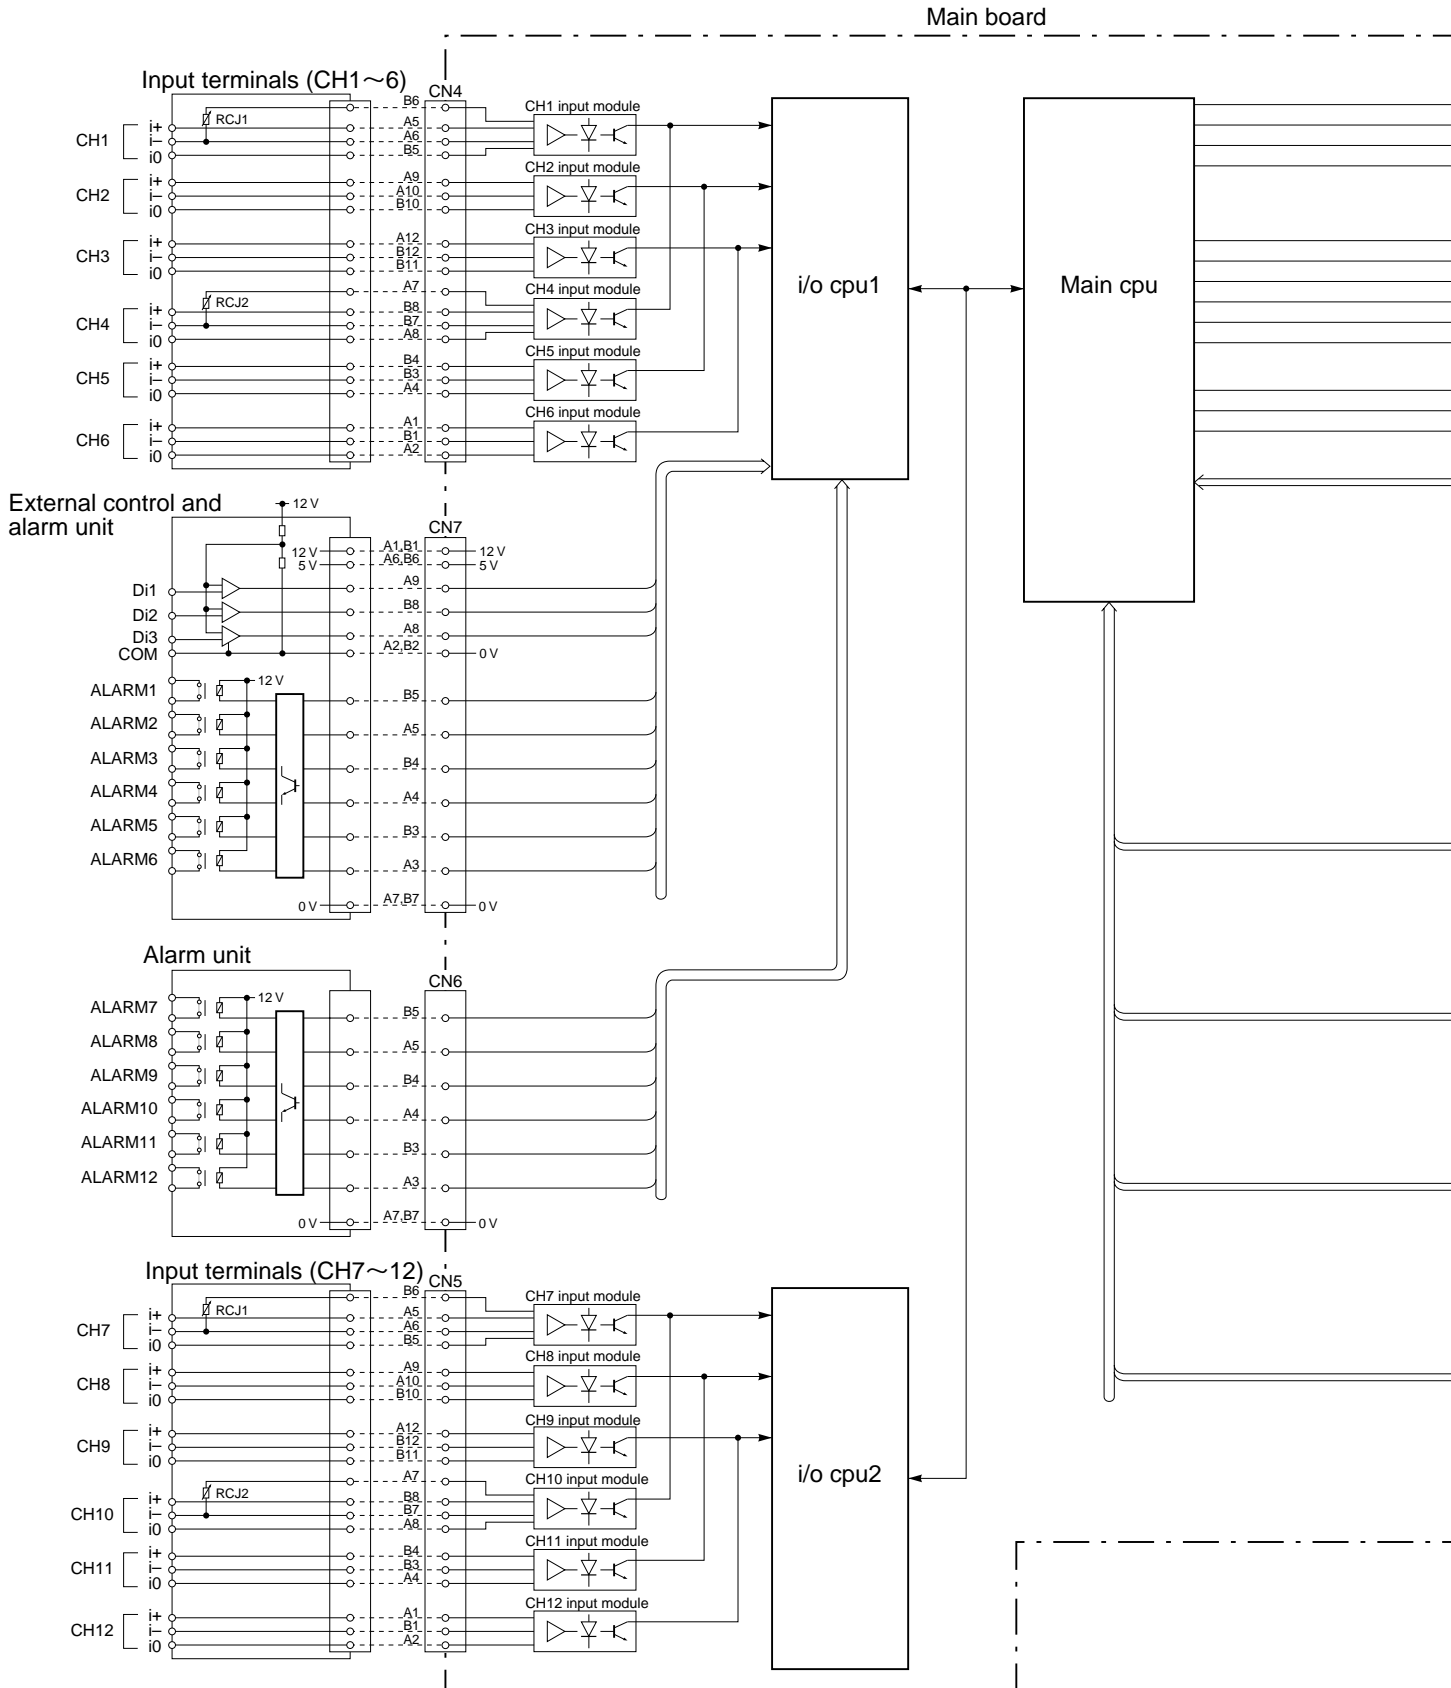 Main board
Input terminals (CH1～6)
CN4
B6
CH1 input module
RCJ1
CH1
i+
i–
i0
A5
A6
B5
CH2 input module
CH2
i+
i–
i0
A9
A10
B10
CH3 input module
CH3
i+
i–
i0
A12
B12
B11
i/o cpu1
Main cpu
A7
CH4 input module
RCJ2
CH4
i+
i–
i0
B8
B7
A8
CH5 input module
CH5
i+
i–
i0
B4
B3
A4
CH6 input module
CH6
i+
i–
i0
A1
B1
A2
External control and
alarm unit
12 V
CN7
12 V
A1,B1
12 V
5 V
A6,B6
5 V
Di1
A9
Di2
B8
Di3
A8
COM
A2,B2
0 V
ALARM1
12 V
B5
ALARM2
A5
ALARM3
B4
ALARM4
A4
ALARM5
B3
ALARM6
A3
0 V
A7,B7
0 V
Alarm unit
CN6
ALARM7
12 V
B5
ALARM8
A5
ALARM9
B4
ALARM10
A4
ALARM11
B3
ALARM12
A3
0 V
A7,B7
0 V
Input terminals (CH7～12)
CN5
B6
CH7 input module
RCJ1
CH7
i+
i–
i0
A5
A6
B5
CH8 input module
CH8
i+
i–
i0
A9
A10
B10
CH9 input module
CH9
i+
i–
i0
A12
B12
B11
i/o cpu2
A7
CH10 input module
RCJ2
CH10
i+
i–
i0
B8
B7
A8
CH11 input module
CH11
i+
i–
i0
B4
B3
A4
CH12 input module
CH12
i+
i–
i0
A1
B1
A2